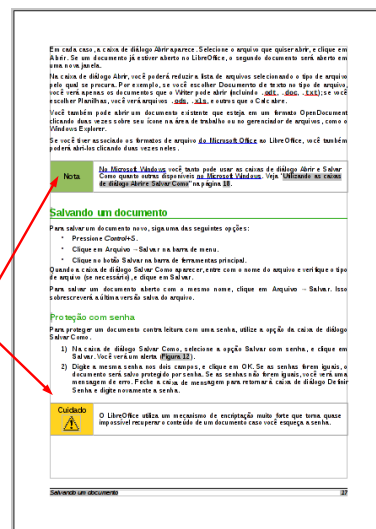 Em cada caso, a caixa de diálogo Abrir aparece. Selecione o arquivo que quiser abrir, e clique em
Abrir. Se um documento já estiver aberto no LibreOffice, o segundo documento será aberto em
uma nova janela.
Na caixa de diálogo Abrir, você poderá reduzir a lista de arquivos selecionando o tipo de arquivo
pelo qual se procura. Por exemplo, se você escolher Documento de texto no tipo de arquivo,
você verá apenas os documentos que o Writer pode abrir (incluindo .odt, .doc, .txt); se você
escolher Planilhas, você verá arquivos .ods, .xls, e outros que o Calc abre.
Você também pode abrir um documento existente que esteja em um formato OpenDocument
clicando duas vezes sobre seu ícone na área de trabalho ou no gerenciador de arquivos, como o
Windows Explorer.
Se você tiver associado os formatos de arquivo do Microsoft Office ao LibreOffice, você também
poderá abri-los clicando duas vezes neles.
Nota
No Microsoft Windows você tanto pode usar as caixas de diálogo Abrir e Salvar
Como quanto outras disponíveis no Microsoft Windows. Veja "Utilizando as caixas
de diálogo Abrir e Salvar Como" na página 18.
Salvando um documento
Para salvar um documento novo, siga uma das seguintes opções:
• Pressione Control+S.
• Clique em Arquivo → Salvar na barra de menu.
• Clique no botão Salvar na barra de ferramentas principal.
Quando a caixa de diálogo Salvar Como aparecer, entre com o nome do arquivo e verifique o tipo
de arquivo (se necessário), e clique em Salvar.
Para salvar um documento aberto com o mesmo nome, clique em Arquivo → Salvar. Isso
sobrescreverá a última versão salva do arquivo.
Proteção com senha
Para proteger um documento contra leitura com uma senha, utilize a opção da caixa de diálogo
Salvar Como.
1) Na caixa de diálogo Salvar Como, selecione a opção Salvar com senha, e clique em
Salvar. Você verá um alerta (Figura 12).
2) Digite a mesma senha nos dois campos, e clique em OK. Se as senhas forem iguais, o
documento será salvo protegido por senha. Se as senhas não forem iguais, você verá uma
mensagem de erro. Feche a caixa de mensagem para retornar à caixa de diálogo Definir
Senha e digite novamente a senha.
Cuidado
O LibreOffice utiliza um mecanismo de encriptação muito forte que torna quase
impossível recuperar o conteúdo de um documento caso você esqueça a senha.
Salvando um documento 17